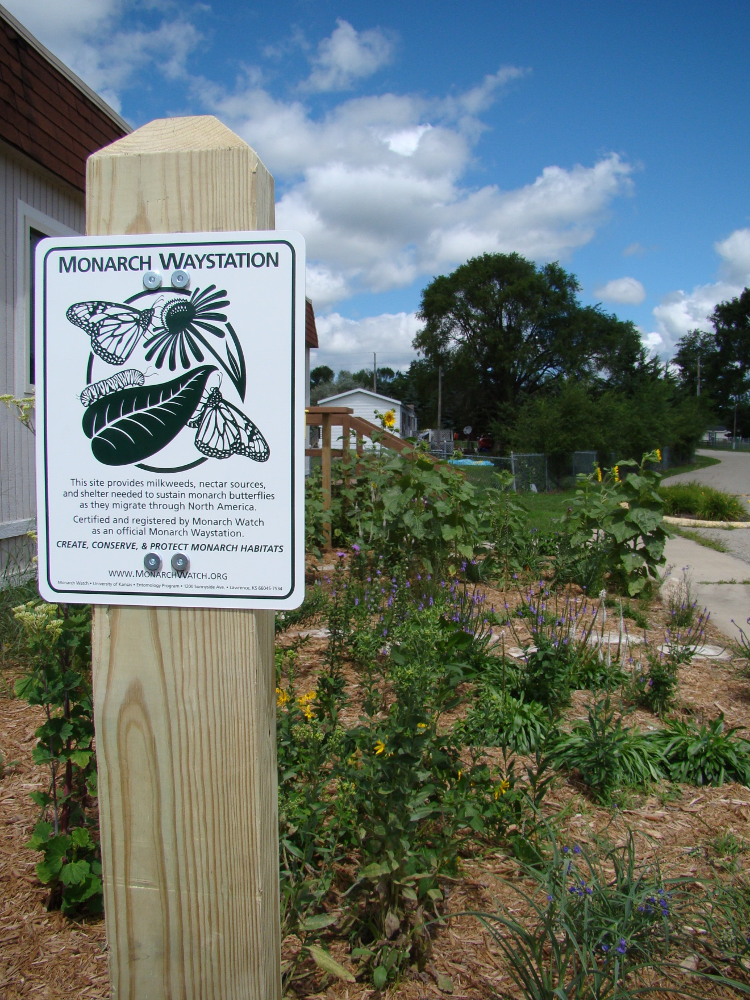 MONARCH WAYSTATION
This site provides milkweeds, nectar sources,
and shelter needed to sustain monarch butterflies
as they migrate through North America.
Certified and registered by Monarch Watch
as an official Monarch Waystation.
CREATE, CONSERVE, & PROTECT MONARCH HABITATS
WWW.MONARCHWATCH.ORG
Monarch Watch • University of Kansas • Entomology Program • 1200 Sunnyside Ave. • Lawrence, KS 66045-7534